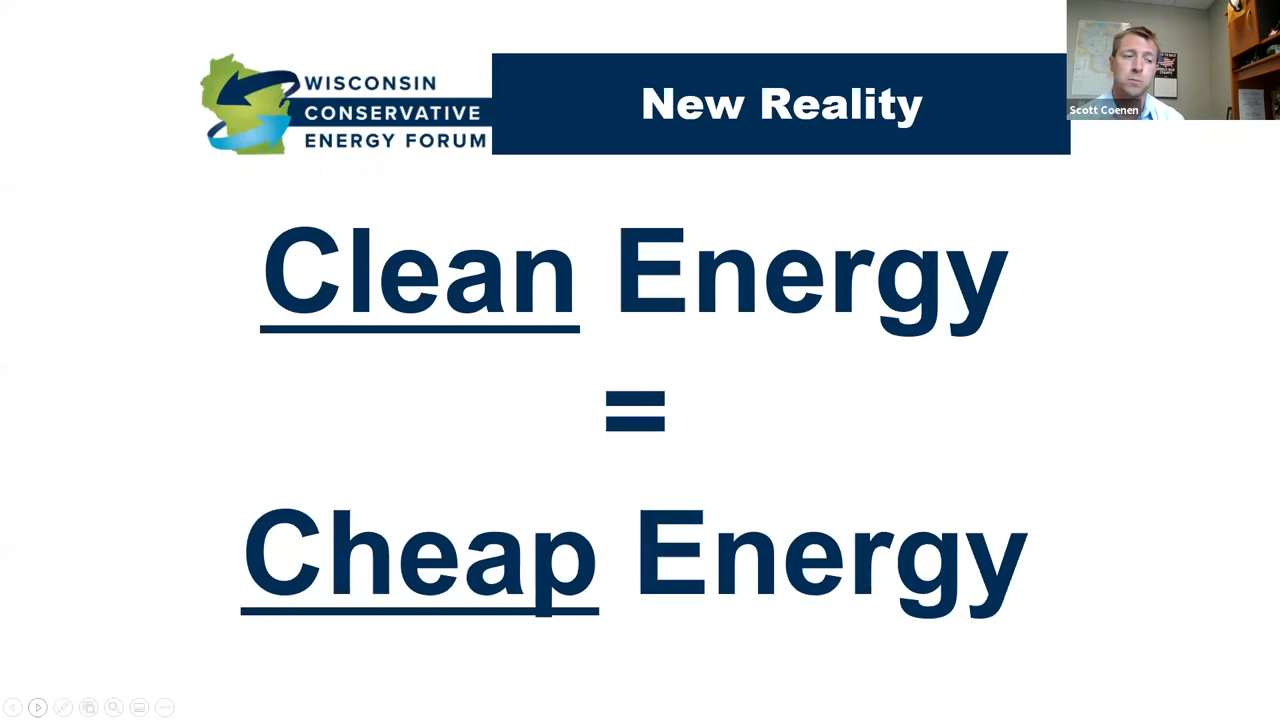 WISCONSIN
CONSERVATIVE
ENERGY FORUM
New Reality
Scott Coenen
Clean Energy
=
Cheap Energy